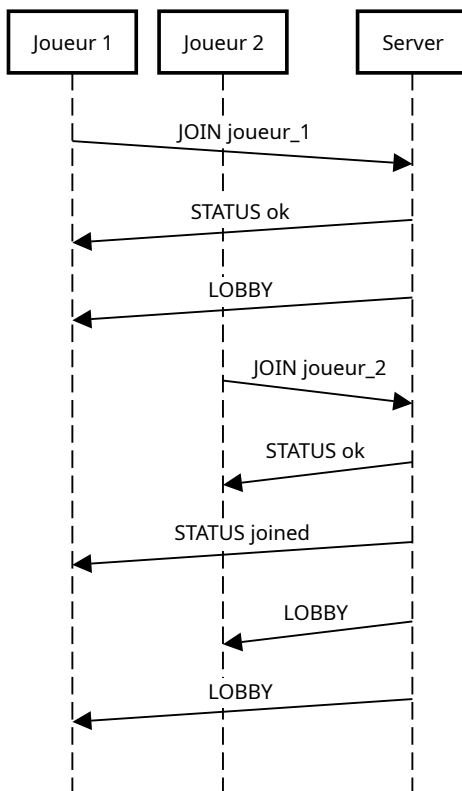 Joueur 1
Joueur 2
Server
JOIN joueur_1
STATUS ok
LOBBY
JOIN joueur_2
STATUS ok
STATUS joined
LOBBY
LOBBY